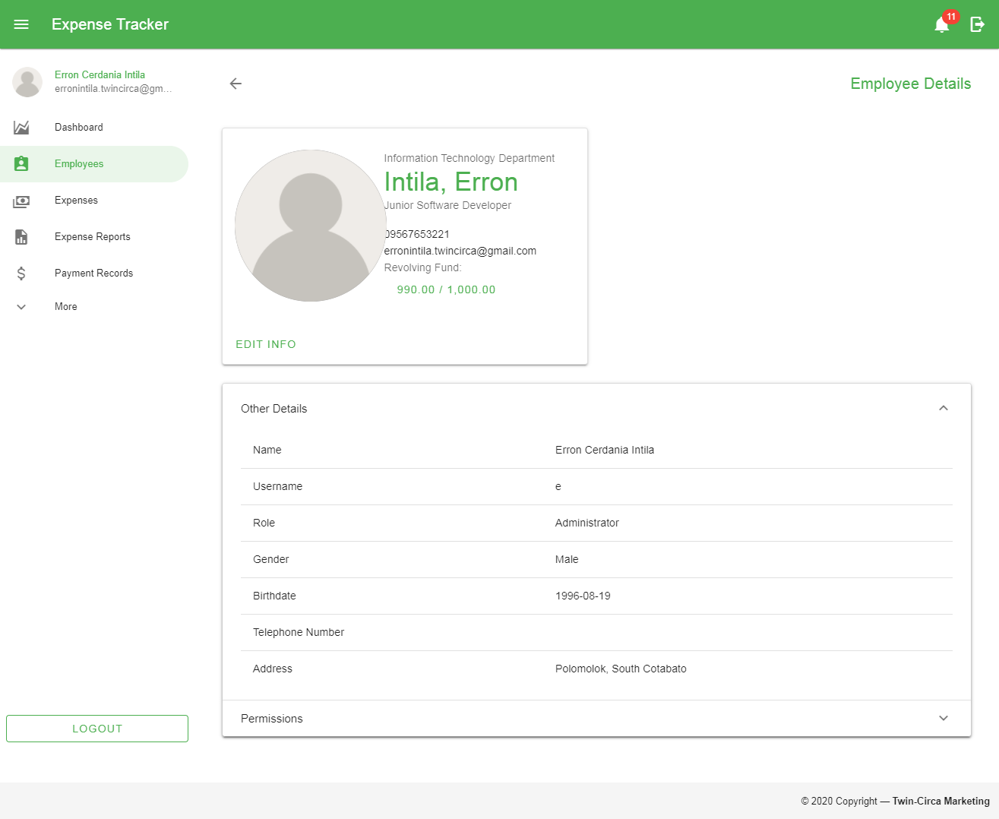 Expense Tracker
11
Erron Cerdania Intila
erronintila.twincirca@gm...
Dashboard
Employees
Expenses
Expense Reports
Payment Records
More
LOGOUT
Employee Details
Information Technology Department
Intila, Erron
Junior Software Developer
09567653221
erronintila.twincirca@gmail.com
Revolving Fund:
990.00 / 1,000.00
EDIT INFO
Other Details
Name Erron Cerdania Intila
Username e
Role Administrator
Gender Male
Birthdate 1996-08-19
Telephone Number
Address Polomolok, South Cotabato
Permissions
© 2020 Copyright — Twin-Circa Marketing